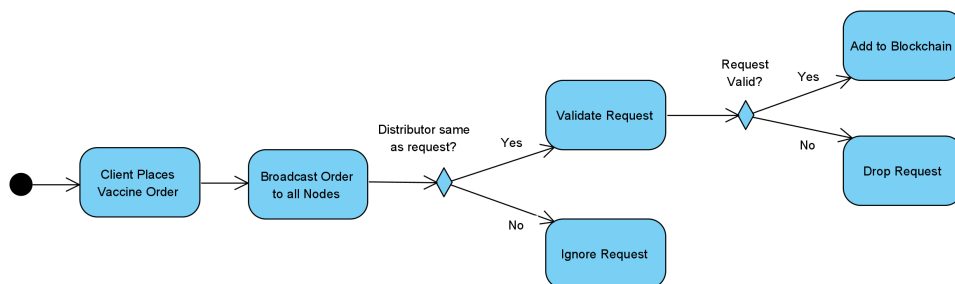 Client Places
Vaccine Order
Broadcast Order
to all Nodes
Distributor same
as request?
Yes
No
Validate Request
Ignore Request
Request
Valid?
Yes
No
Add to Blockchain
Drop Request